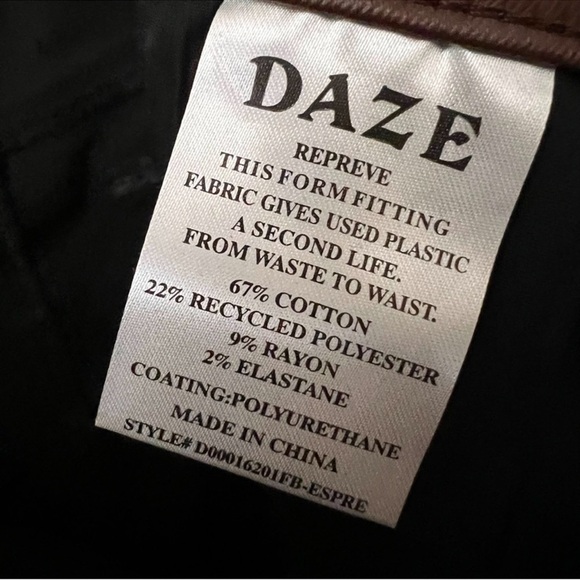 DAZE
REPREVE
THIS FORM FITTING
FABRIC GIVES USED PLASTIC
A SECOND LIFE.
FROM WASTE TO WAIST.
67% COTTON
22% RECYCLED POLYESTER
9% RAYON
2% ELASTANE
COATING:POLYURETHANE
MADE IN CHINA
STYLE# D00016201FB-ESPRE